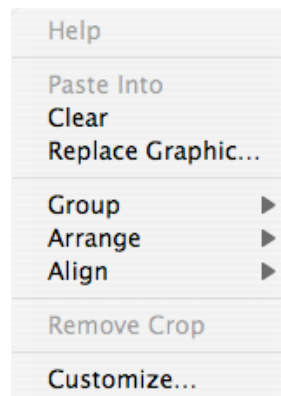 Help
Paste Into
Clear
Replace Graphic...
Group
Arrange
Align
Remove Crop
Customize...